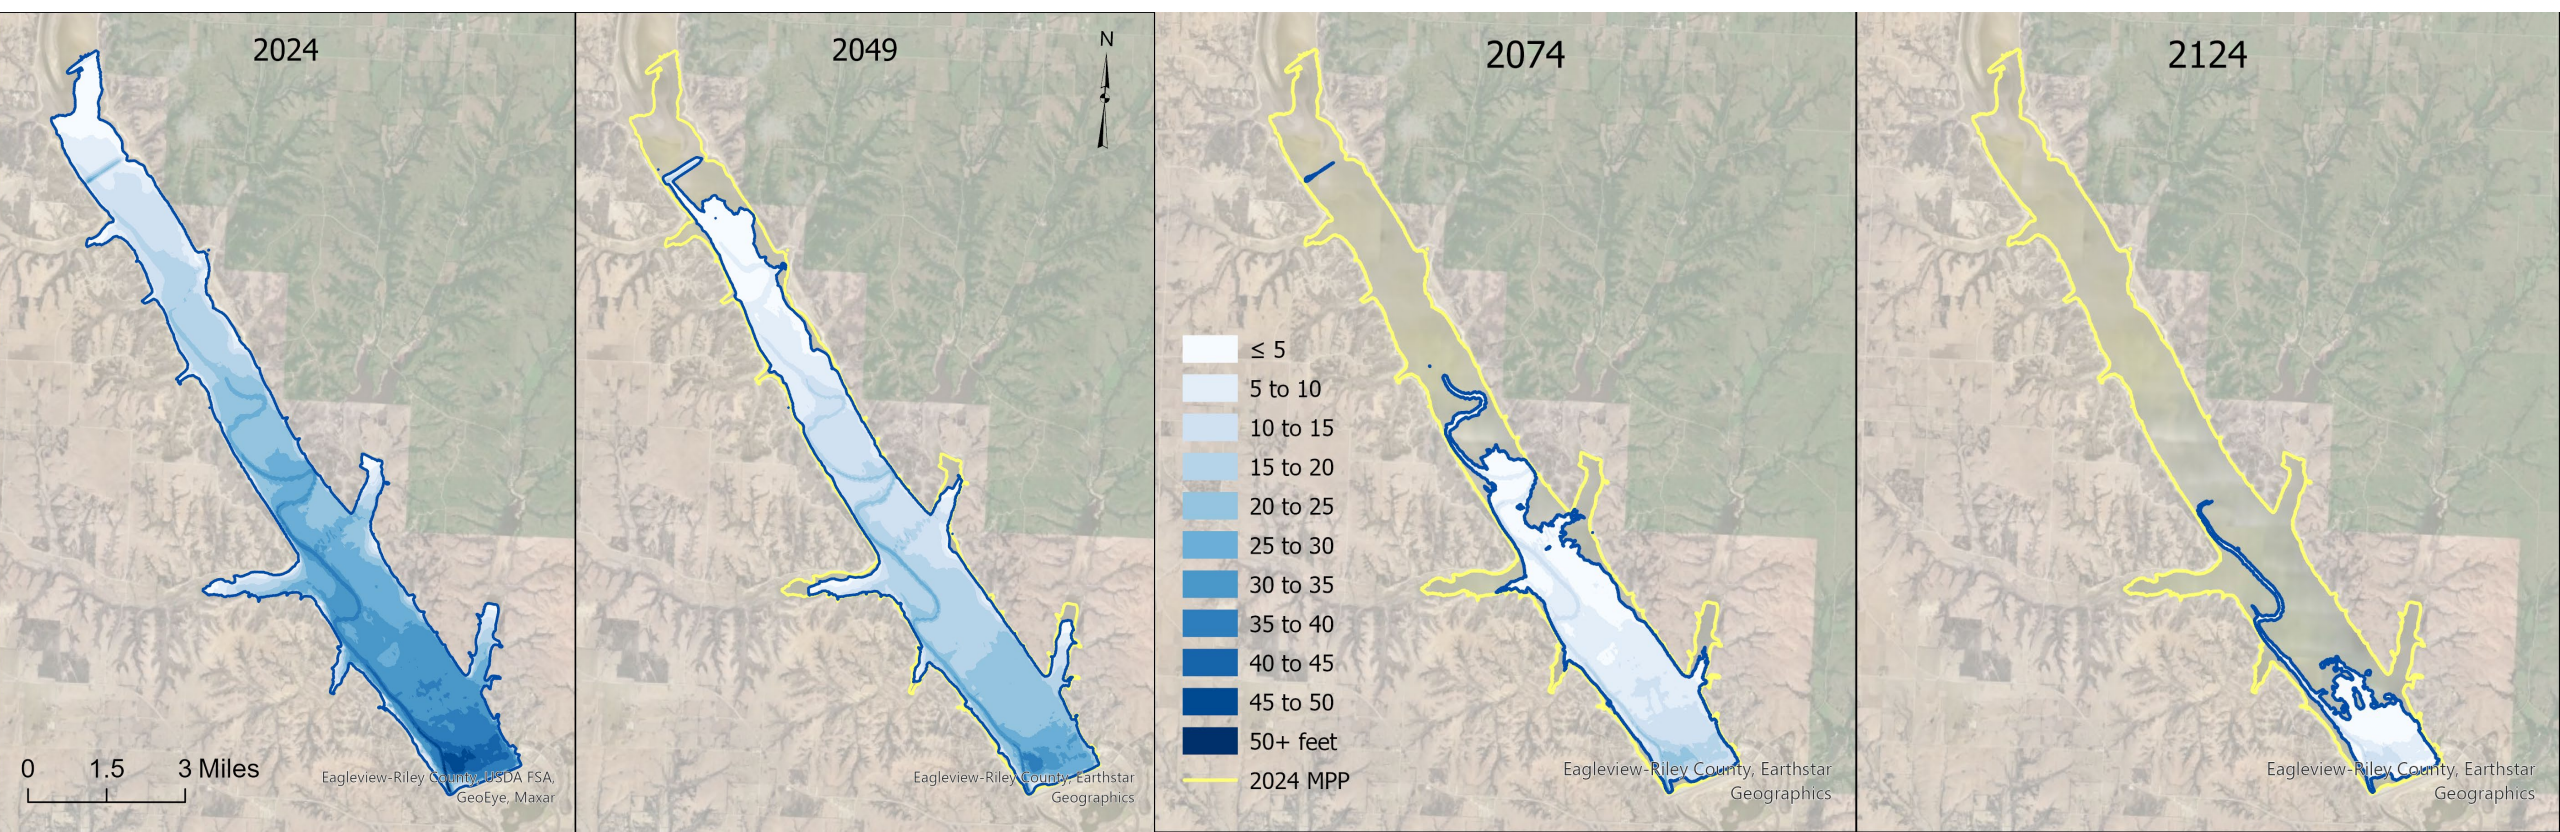 2024
2049
N
2074
2124
≤ 5
5 to 10
10 to 15
15 to 20
20 to 25
25 to 30
30 to 35
35 to 40
40 to 45
45 to 50
50+ feet
2024 MPP
0 1.5 3 Miles
Eagleview-Riley County, USDA FSA,
GeoEye, Maxar
Eagleview-Riley County, Earthstar
Geographics
Eagleview-Riley County, Earthstar
Geographics
Eagleview-Riley County, Earthstar
Geographics